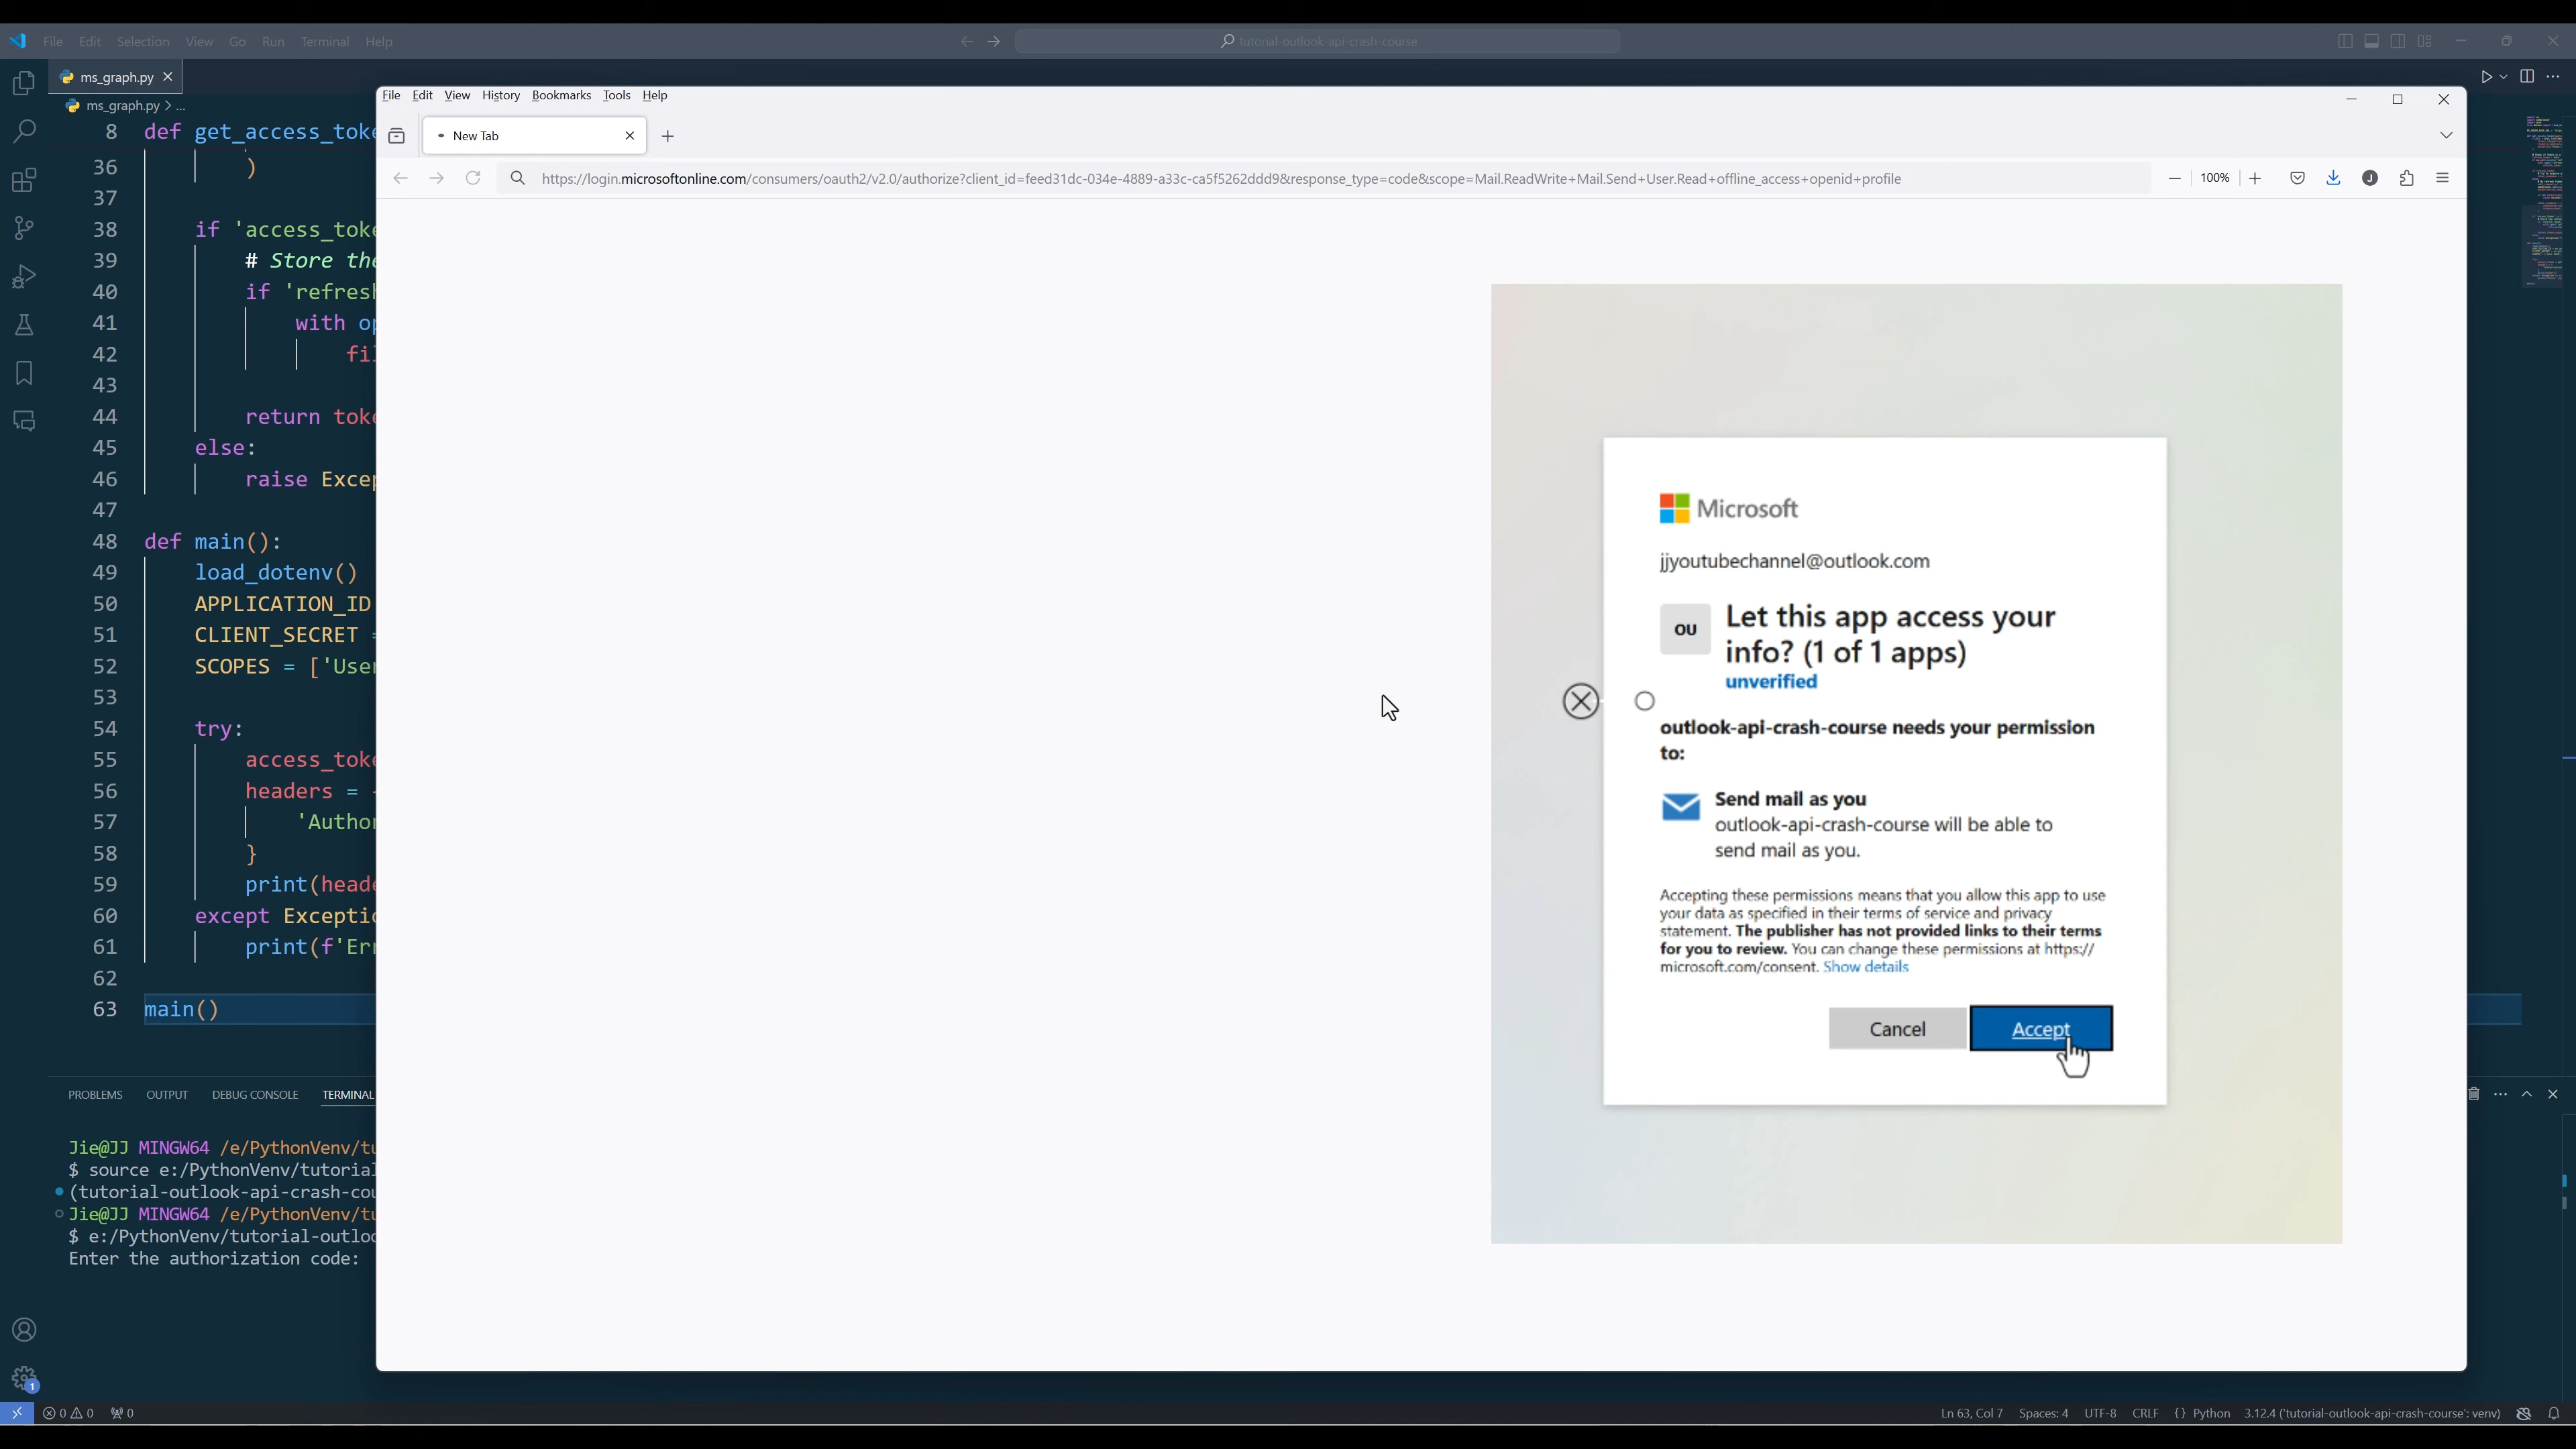 File Edit Selection View Go Run Terminal Help
tutorial-outlook-api-crash-course
ms_graph.py
ms_graph.py > ...
8 def get_access_toke
36 )
37
38 if 'access_toke
39 # Store the
40 if 'refresh
41 with op
42 fil
43
44 return toke
45 else:
46 raise Excep
47
48 def main():
49 load_dotenv()
50 APPLICATION_ID
51 CLIENT_SECRET =
52 SCOPES = ['User
53
54 try:
55 access_toke
56 headers =
57 'Author
58 }
59 print(heade
60 except Exceptio
61 print(f'Err
62
63 main()
PROBLEMS OUTPUT DEBUG CONSOLE TERMINAL
Jie@JJ MINGW64 /e/PythonVenv/tu
$ source e:/PythonVenv/tutorial
(tutorial-outlook-api-crash-cou
Jie@JJ MINGW64 /e/PythonVenv/tu
$ e:/PythonVenv/tutorial-outloo
Enter the authorization code:
File Edit View History Bookmarks Tools Help
New Tab
https://login.microsoftonline.com/consumers/oauth2/v2.0/authorize?client_id=feed31dc-034e-4889-a33c-ca5f5262ddd9&response_type=code&scope=Mail.ReadWrite+Mail.Send+User.Read+offline_access+openid+profile
100%
J
Microsoft
jjyoutubechannel@outlook.com
OU
Let this app access your
info? (1 of 1 apps)
unverified
outlook-api-crash-course needs your permission
to:
Send mail as you
outlook-api-crash-course will be able to
send mail as you.
Accepting these permissions means that you allow this app to use
your data as specified in their terms of service and privacy
statement. The publisher has not provided links to their terms
for you to review. You can change these permissions at https://
microsoft.com/consent. Show details
Cancel Accept
1
0 0 0
Ln 63, Col 7 Spaces: 4 UTF-8 CRLF {} Python 3.12.4 ('tutorial-outlook-api-crash-course': venv)